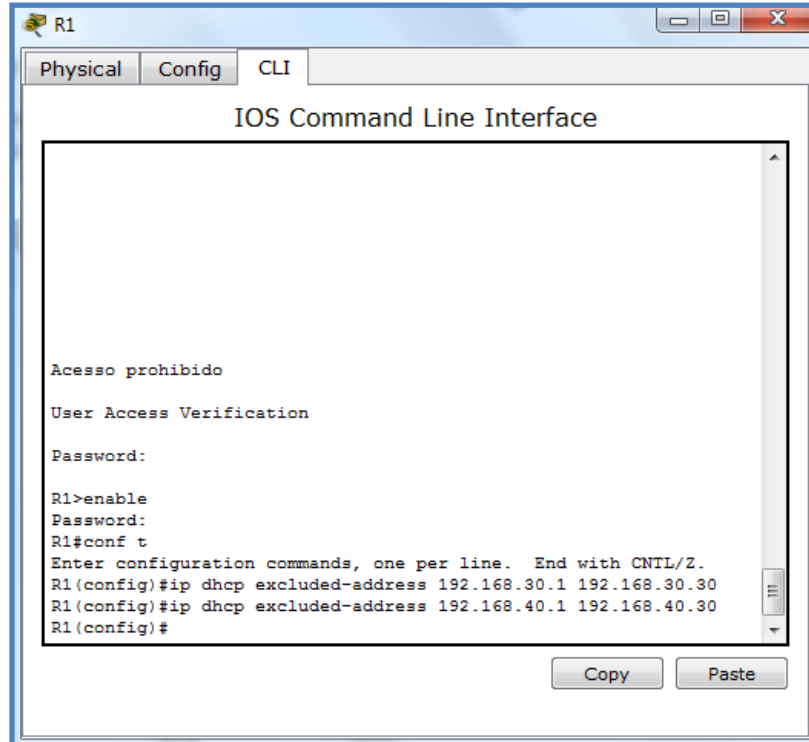 R1
Physical Config CLI
IOS Command Line Interface
Acesso prohibido
User Access Verification
Password:
R1>enable
Password:
R1#conf t
Enter configuration commands, one per line.  End with CNTL/Z.
R1(config)#ip dhcp excluded-address 192.168.30.1 192.168.30.30
R1(config)#ip dhcp excluded-address 192.168.40.1 192.168.40.30
R1(config)#
Copy Paste